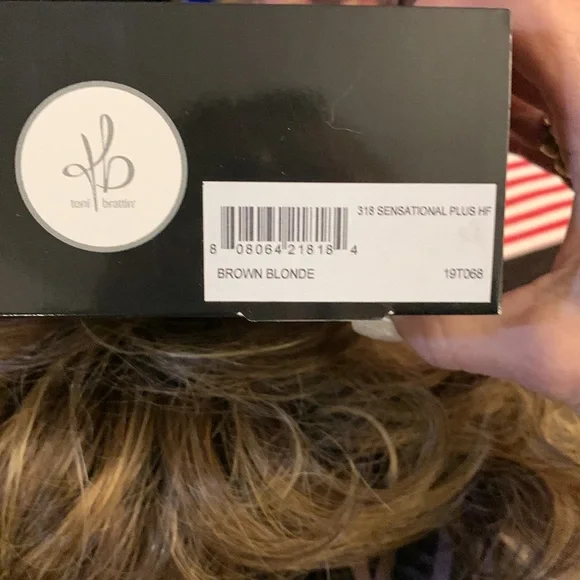 tb
toni brattin
318 SENSATIONAL PLUS HF
8 08064 21818 4
BROWN BLONDE 19T068